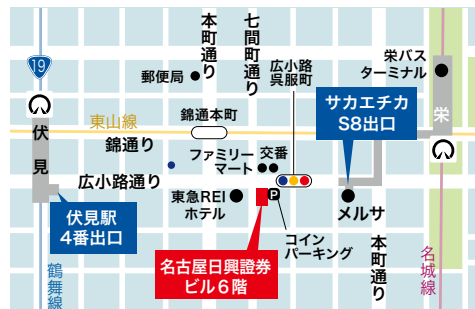 19
本町通り
七間町通り
郵便局
広小路
呉服町
栄バス
ターミナル
サカエチカ
S8出口
栄
錦通本町
東山線
錦通り
伏見
ファミリー
マート
交番
広小路通り
伏見駅
4番出口
東急REI
ホテル
P
メルサ
コイン
パーキング
名古屋日興證券
ビル6階
本町通り
鶴舞線
名城線